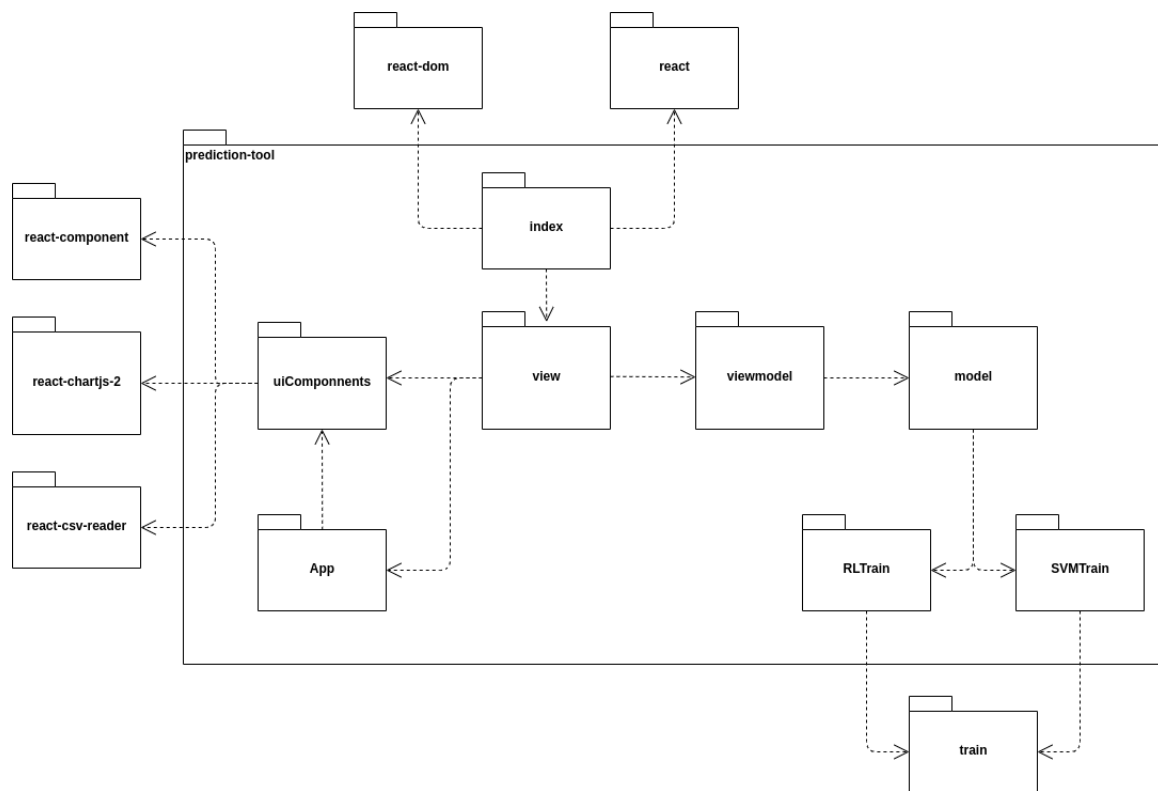 react-dom
react
prediction-tool
index
react-component
react-chartjs-2
uiComponnents
view
viewmodel
model
react-csv-reader
App
RLTrain
SVMTrain
train